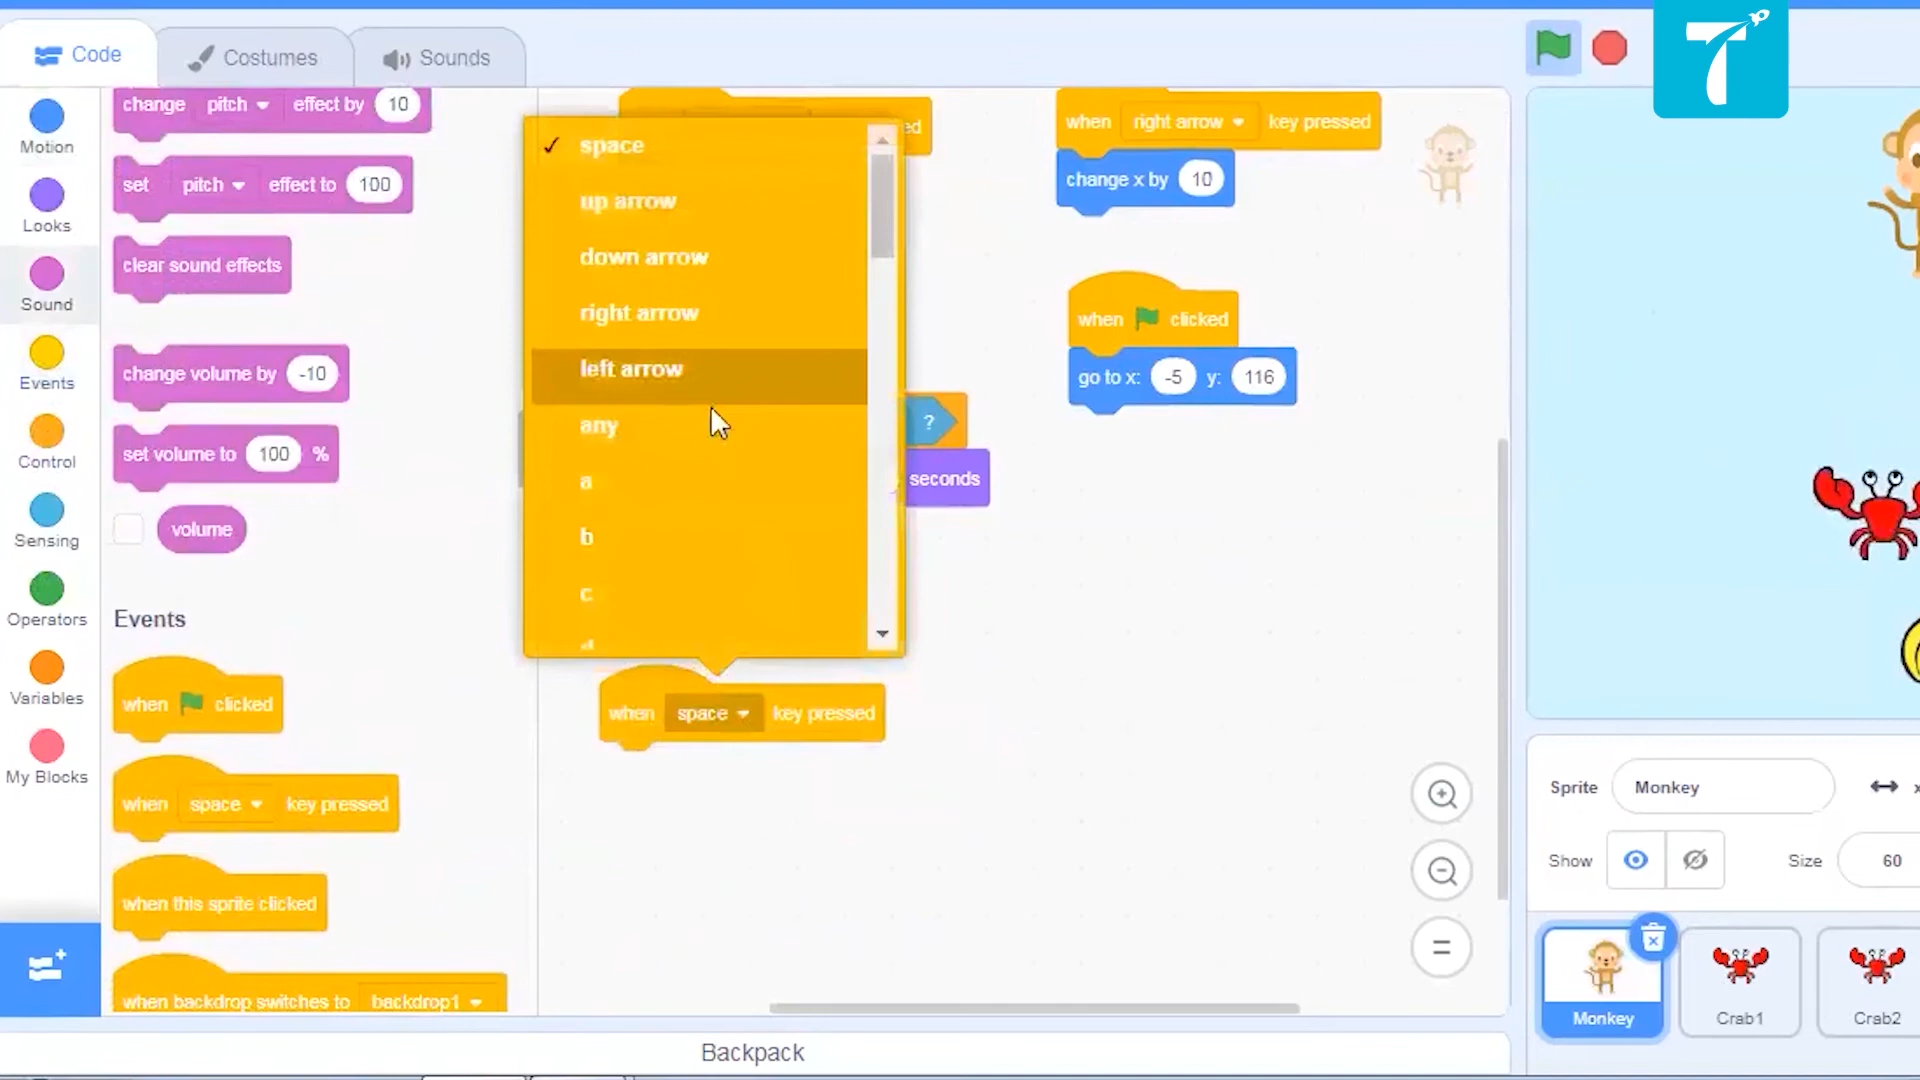 Code
Costumes
Sounds
Motion
Looks
Sound
Events
Control
Sensing
Operators
Variables
My Blocks
change pitch effect by 10
set pitch effect to 100
clear sound effects
change volume by -10
set volume to 100 %
volume
Events
when clicked
when space key pressed
when this sprite clicked
when backdrop switches to backdrop1
ed
✓ space
up arrow
down arrow
right arrow
left arrow
any
a
b
c
d
?
seconds
when space key pressed
when right arrow key pressed
change x by 10
when clicked
go to x: -5 y: 116
Backpack
Sprite Monkey x
Show Size 60
Monkey
Crab1
Crab2